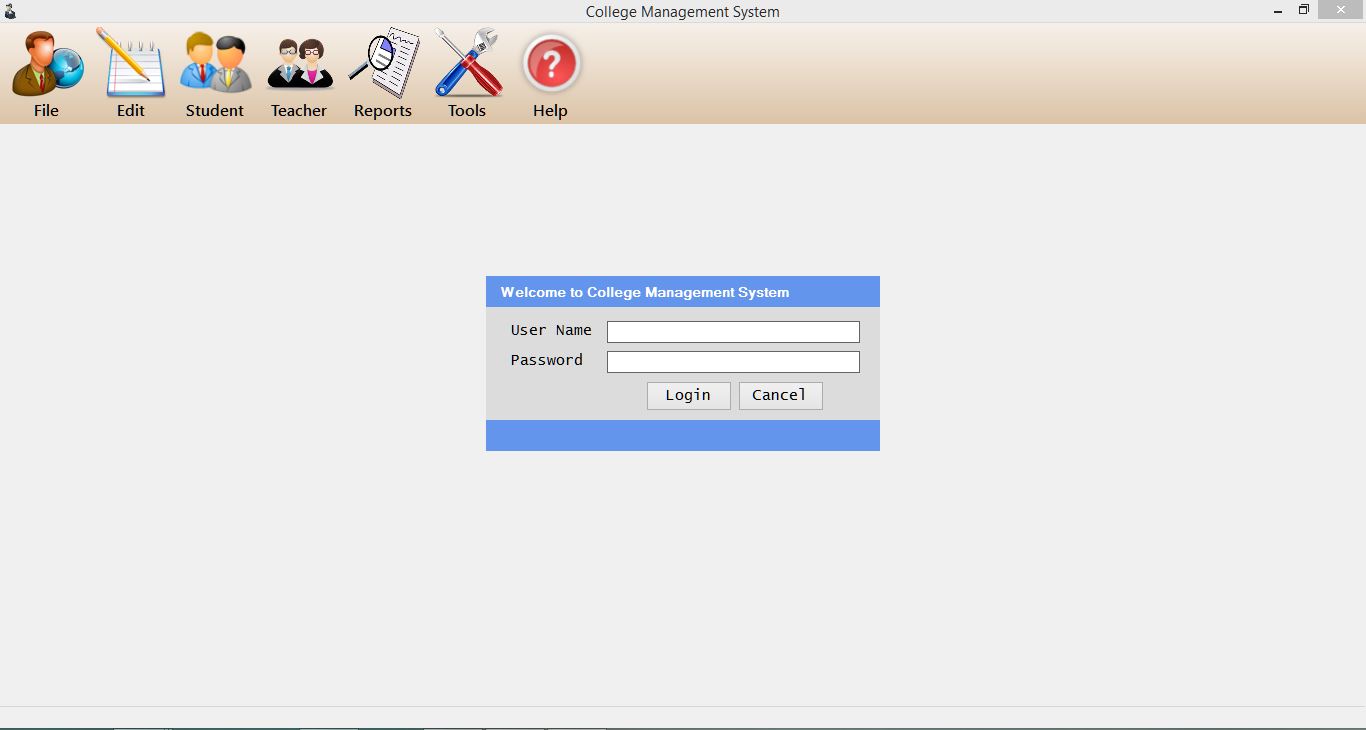 College Management System
File Edit Student Teacher Reports Tools Help
Welcome to College Management System
User Name
Password
Login Cancel